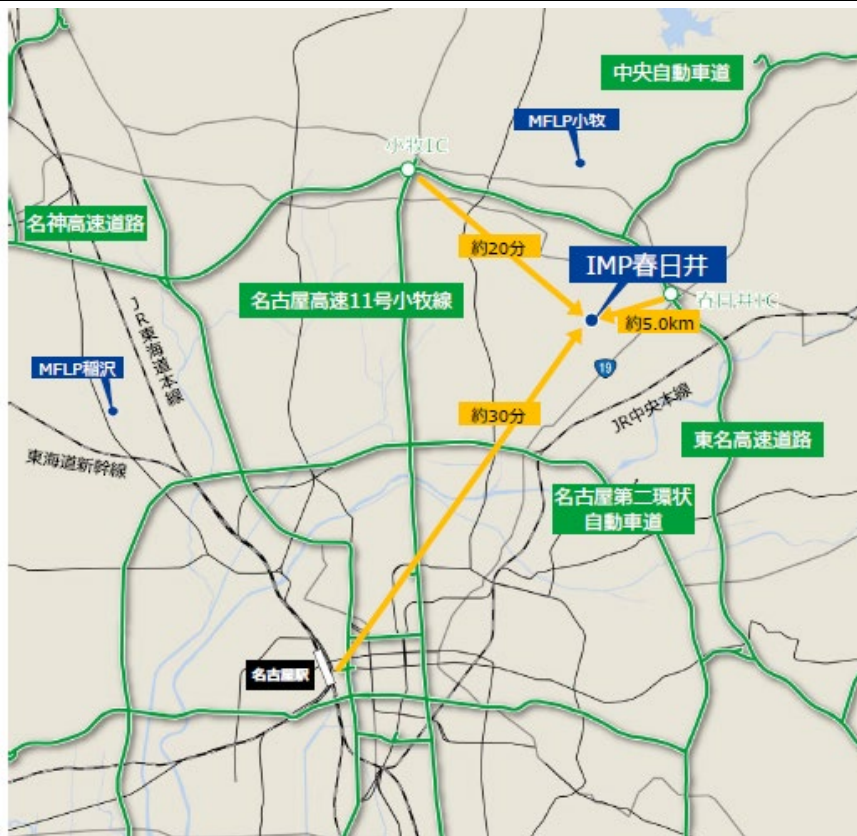 中央自動車道
MFLP小牧
小牧IC
名神高速道路
約20分
IMP春日井
名古屋高速11号小牧線
春日井IC
約5.0km
JR東海道本線
MFLP稲沢
19
約30分
JR中央本線
東海道新幹線
東名高速道路
名古屋第二環状
自動車道
名古屋駅